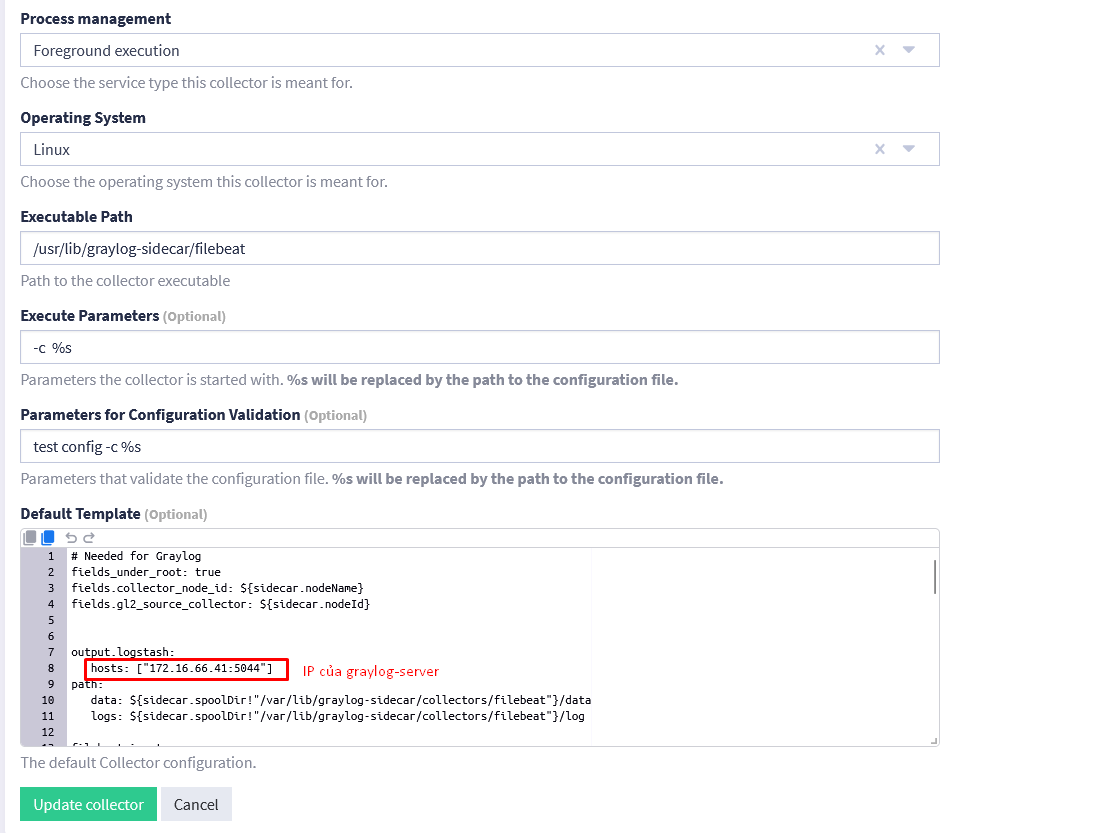 Process management
Foreground execution
Choose the service type this collector is meant for.
Operating System
Linux
Choose the operating system this collector is meant for.
Executable Path
/usr/lib/graylog-sidecar/filebeat
Path to the collector executable
Execute Parameters (Optional)
-c %s
Parameters the collector is started with. %s will be replaced by the path to the configuration file.
Parameters for Configuration Validation (Optional)
test config -c %s
Parameters that validate the configuration file. %s will be replaced by the path to the configuration file.
Default Template (Optional)
1 # Needed for Graylog
2 fields_under_root: true
3 fields.collector_node_id: ${sidecar.nodeName}
4 fields.gl2_source_collector: ${sidecar.nodeId}
5
6
7 output.logstash:
8 hosts: ["172.16.66.41:5044"] IP của graylog-server
9 path:
10 data: ${sidecar.spoolDir!"/var/lib/graylog-sidecar/collectors/filebeat"}/data
11 logs: ${sidecar.spoolDir!"/var/lib/graylog-sidecar/collectors/filebeat"}/log
12
The default Collector configuration.
Update collector Cancel